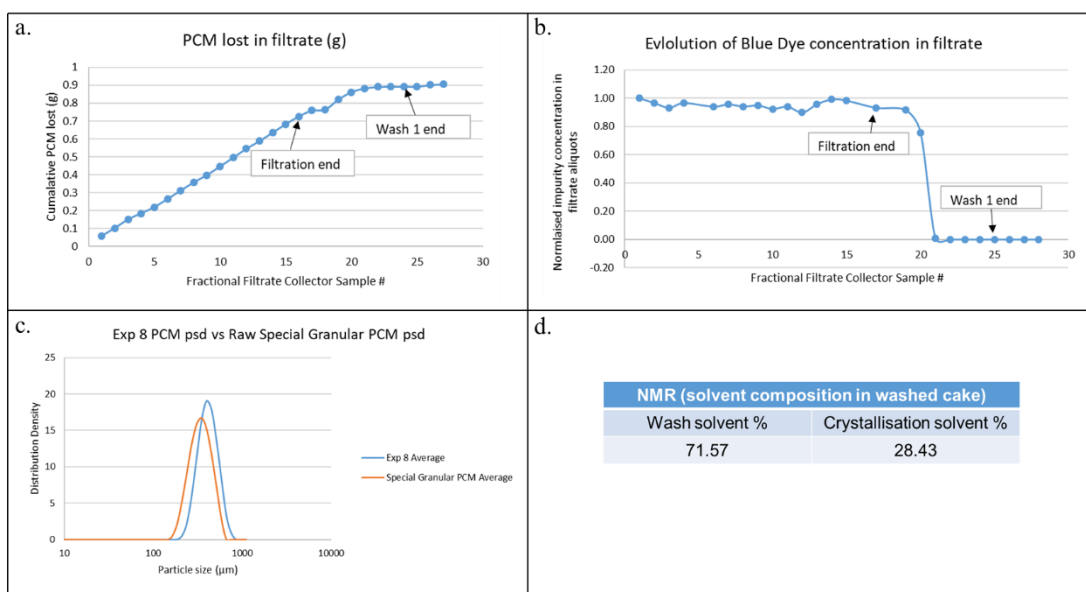 a.
PCM lost in filtrate (g)
Cumalative PCM lost (g)
1
0.9
0.8
0.7
0.6
0.5
0.4
0.3
0.2
0.1
0
0
5
10
15
20
25
30
Filtration end
Wash 1 end
Fractional Filtrate Collector Sample #
b.
Evlolution of Blue Dye concentration in filtrate
Normlaised impurity concentration in
filtrate aliquots
1.20
1.00
0.80
0.60
0.40
0.20
0.00
-0.20
0
5
10
15
20
25
30
Filtration end
Wash 1 end
Fractional Filtrate Collector Sample #
c.
Exp 8 PCM psd vs Raw Special Granular PCM psd
Distribution Density
25
20
15
10
5
0
10
100
1000
10000
Particle size (μm)
Exp 8 Average
Special Granular PCM Average
d.
NMR (solvent composition in washed cake)
Wash solvent % Crystallisation solvent %
71.57 28.43